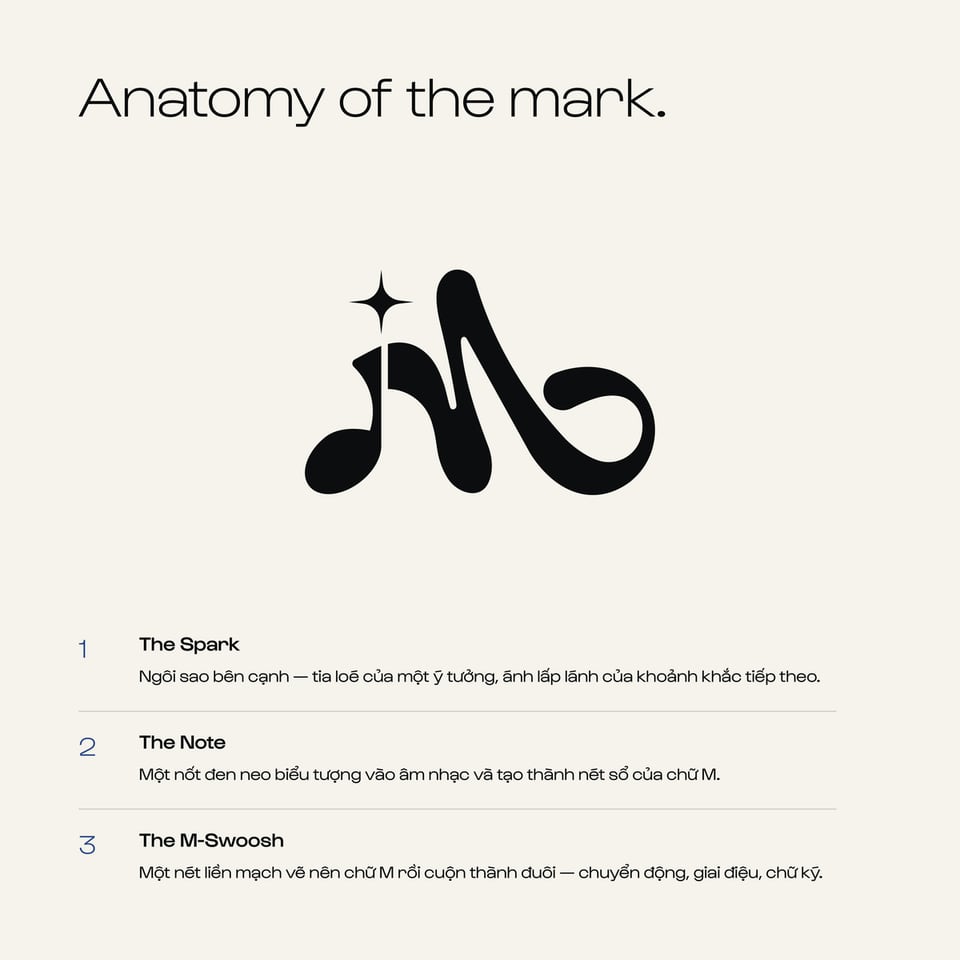 Anatomy of the mark.
1
The Spark
Ngôi sao bên cạnh — tia loẽ của một ý tưởng, ãnh lấp lãnh của khoảnh khắc tiếp theo.
2
The Note
Một nốt đen neo biểu tượng vào âm nhạc và tạo thành nét sổ của chữ M.
3
The M-Swoosh
Một nét liền mạch vẽ nên chữ M rồi cuộn thành đuôi — chuyển động, giai điệu, chữ ký.